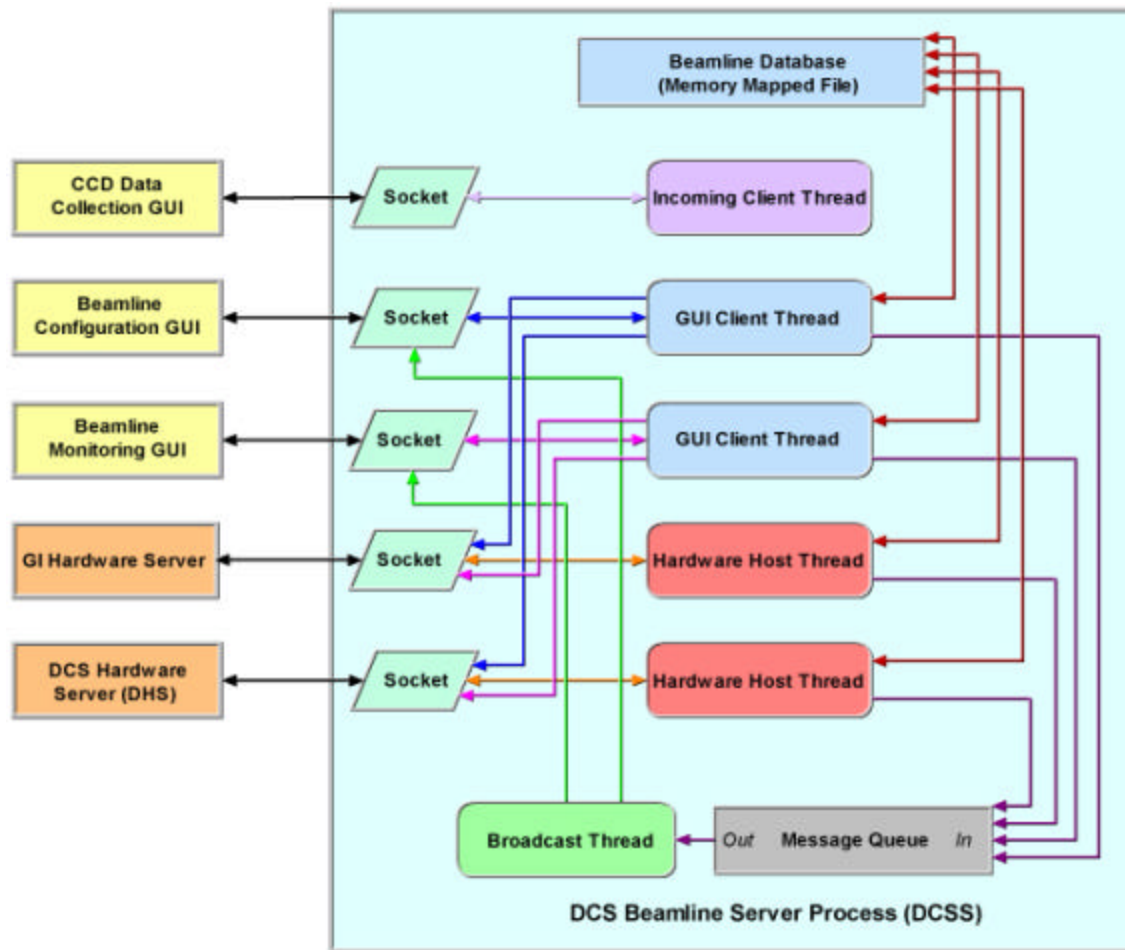 Beamline Database
(Memory Mapped File)
CCD Data
Collection GUI
Socket
Incoming Client Thread
Beamline
Configuration GUI
Socket
GUI Client Thread
Beamline
Monitoring GUI
Socket
GUI Client Thread
GI Hardware Server
Socket
Hardware Host Thread
DCS Hardware
Server (DHS)
Socket
Hardware Host Thread
Broadcast Thread
Out Message Queue In
DCS Beamline Server Process (DCSS)